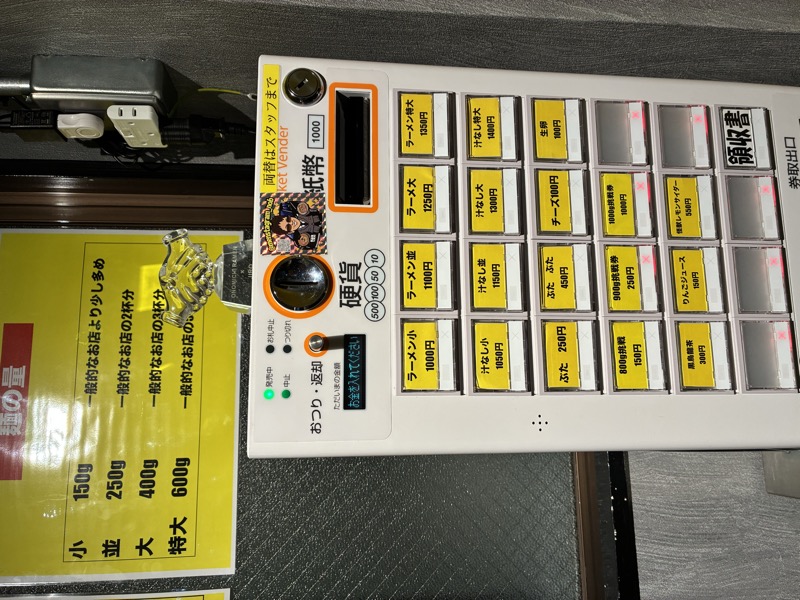 麺の量
小 150g 一般的なお店より少し多め
並 250g 一般的なお店の2杯分
大 400g 一般的なお店の3杯分
特大 600g 一般的なお店の
両替はスタッフまで
ket Vender
紙幣
1000
硬貨
500 100 50 10
発売中
お札中止
中止
つり切れ
おつり・返却
ただいまの金額
お金を入れてください
ラーメン小 1000円
ラーメン並 1100円
ラーメン大 1250円
ラーメン特大 1350円
汁なし小 1050円
汁なし並 1150円
汁なし大 1300円
汁なし特大 1400円
ぶた 250円
ぶた ぶた 450円
チーズ100円
生卵 100円
800g挑戦 150円
900g挑戦券 250円
1000g挑戦券 1000円
黒烏龍茶 300円
りんごジュース 150円
怪獣レモンサイダー 550円
領収書
券取出口